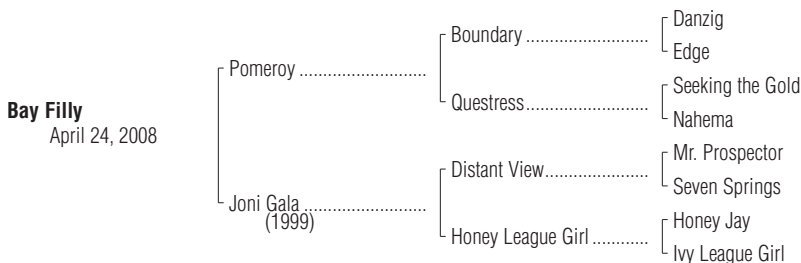 Danzig
Boundary ..............................
Edge
Pomeroy ...............................
Seeking the Gold
Questress..............................
Nahema
Bay Filly
April 24, 2008
Mr. Prospector
Distant View.........................
Seven Springs
Joni Gala ..............................
(1999)
Honey Jay
Honey League Girl .............
Ivy League Girl